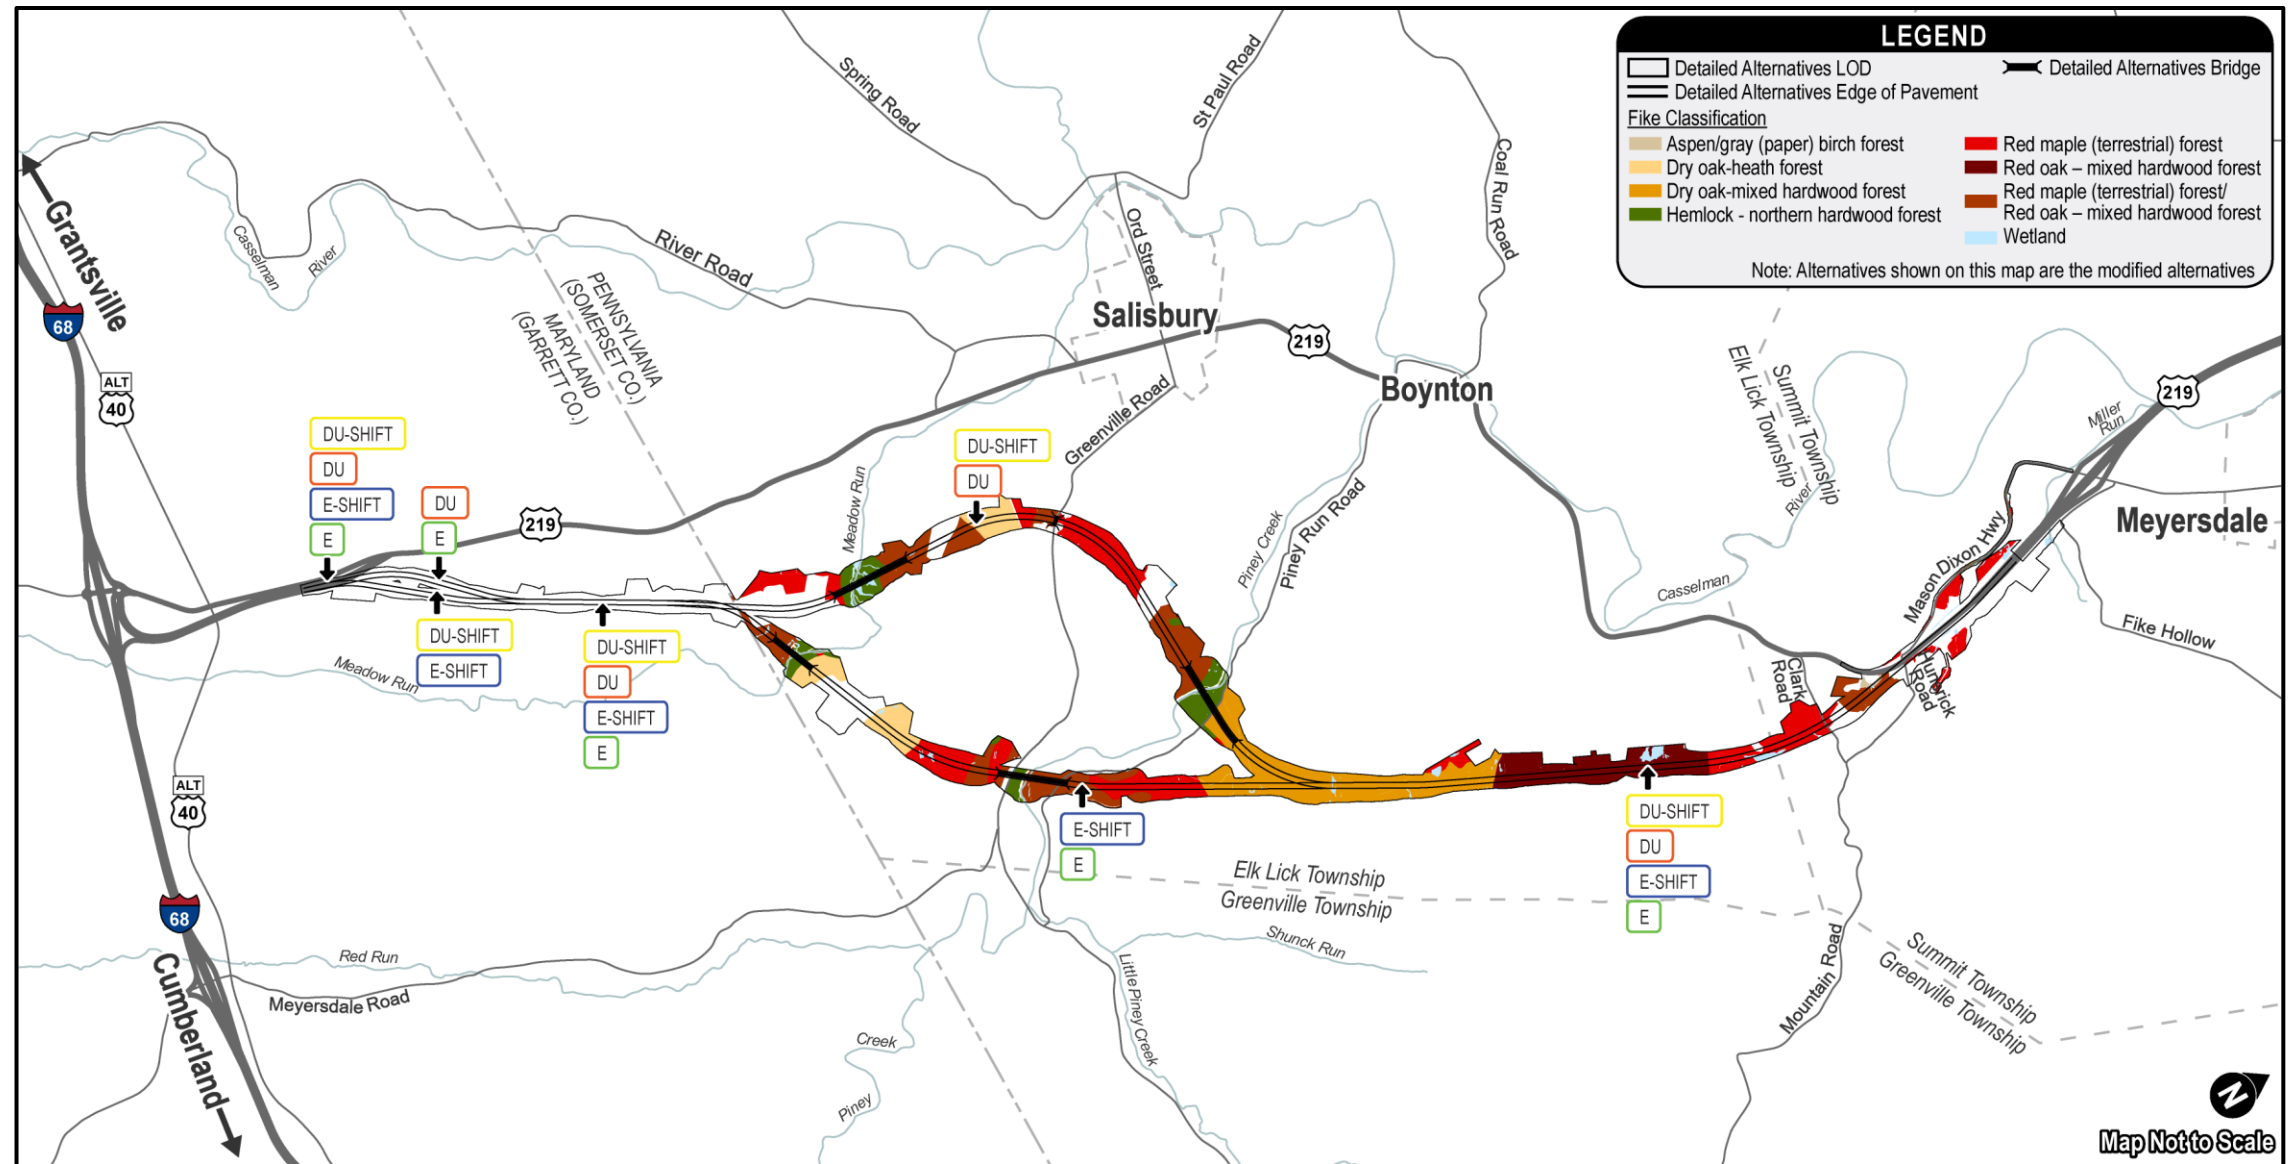 LEGEND
Detailed Alternatives LOD
Detailed Alternatives Bridge
Detailed Alternatives Edge of Pavement
Fike Classification
Aspen/gray (paper) birch forest
Dry oak-heath forest
Dry oak-mixed hardwood forest
Hemlock - northern hardwood forest
Red maple (terrestrial) forest
Red oak – mixed hardwood forest
Red maple (terrestrial) forest/
Red oak – mixed hardwood forest
Wetland
Note: Alternatives shown on this map are the modified alternatives
Spring Road
St Paul Road
Coal Run Road
Grantsville
Casselman
River
River Road
Ord Street
68
PENNSYLVANIA
(SOMERSET CO.)
MARYLAND
(GARRETT CO.)
Salisbury
219
Boynton
Elk Lick Township
Summit Township
River
219
Miller
Run
ALT
40
Greenville Road
DU-SHIFT
DU
E-SHIFT
E
DU
E
219
Meadow Run
DU-SHIFT
DU
Piney Creek
Piney Run Road
Mason Dixon Hwy
Meyersdale
Casselman
Fike Hollow
Meadow Run
DU-SHIFT
E-SHIFT
DU-SHIFT
DU
E-SHIFT
E
Clark
Road
Hunsrick
Road
ALT
40
E-SHIFT
E
DU-SHIFT
DU
E-SHIFT
E
Elk Lick Township
Greenville Township
68
Red Run
Shunck Run
Cumberland
Meyersdale Road
Little Piney Creek
Mountain Road
Summit Township
Greenville Township
Creek
Piney
N
Map Not to Scale